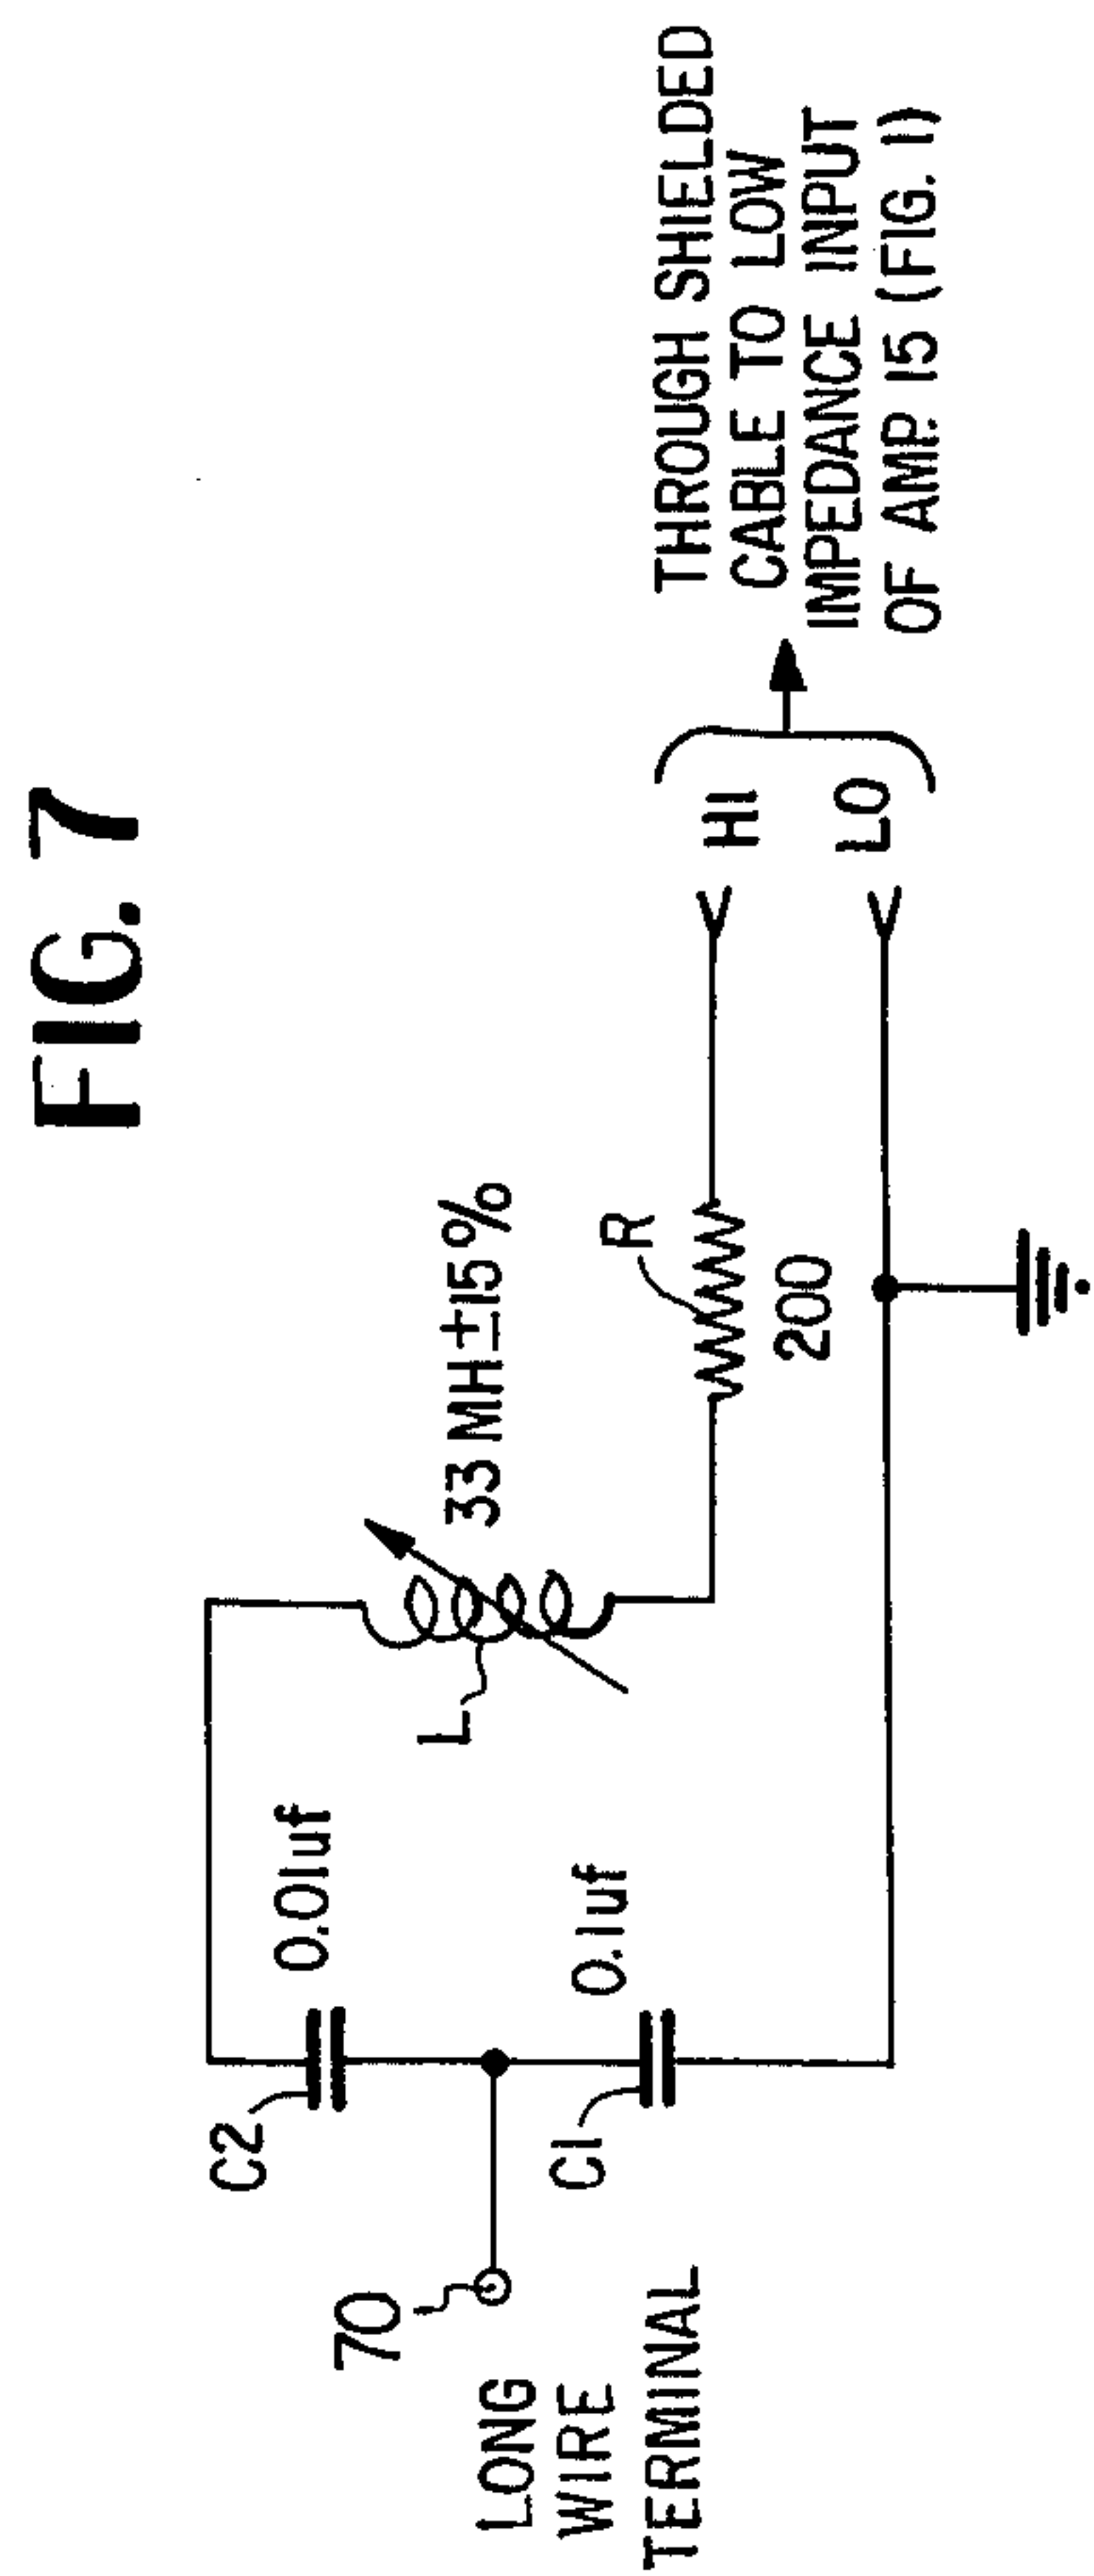 FIG. 7
C2
0.01uf
L
33 MH±15%
70
LONG
WIRE
TERMINAL
C1
0.1uf
R
200
HI
LO
THROUGH SHIELDED
CABLE TO LOW
IMPEDANCE INPUT
OF AMP. 15 (FIG. 1)